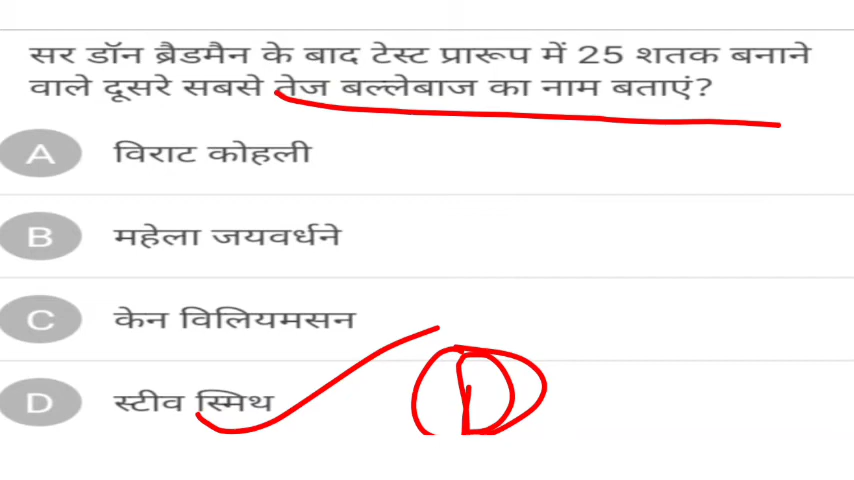 सर डॉन ब्रैडमैन के बाद टेस्ट प्रारूप में 25 शतक बनाने
वाले दूसरे सबसे तेज बल्लेबाज का नाम बताएं?
A विराट कोहली
B महेला जयवर्धने
C केन विलियमसन
D स्टीव स्मिथ
D